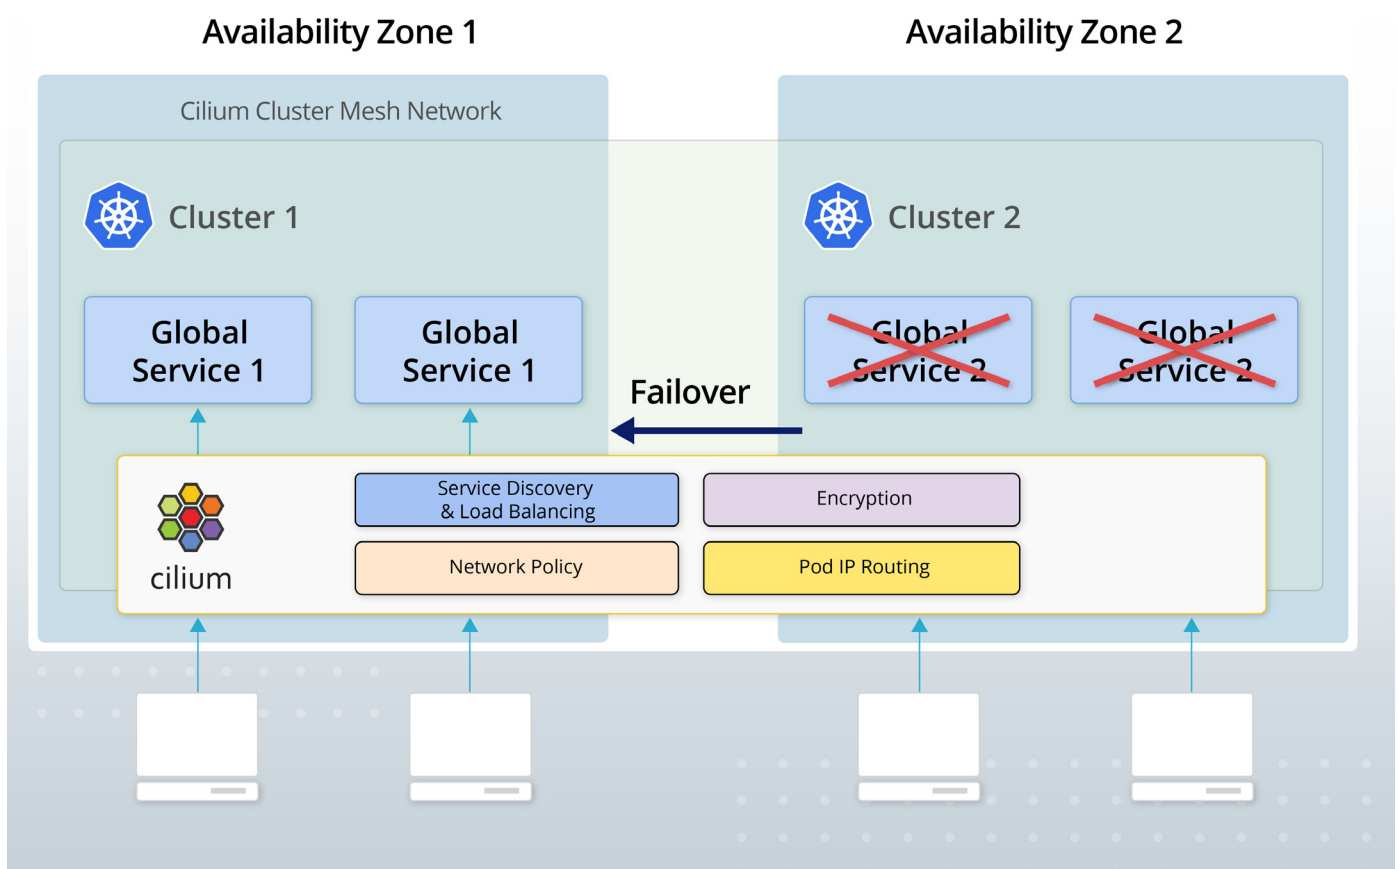 Availability Zone 1
Availability Zone 2
Cilium Cluster Mesh Network
Cluster 1
Cluster 2
Global
Service 1
Global
Service 1
Global
Service 2
Global
Service 2
Failover
Service Discovery
& Load Balancing
Encryption
Network Policy
Pod IP Routing
cilium